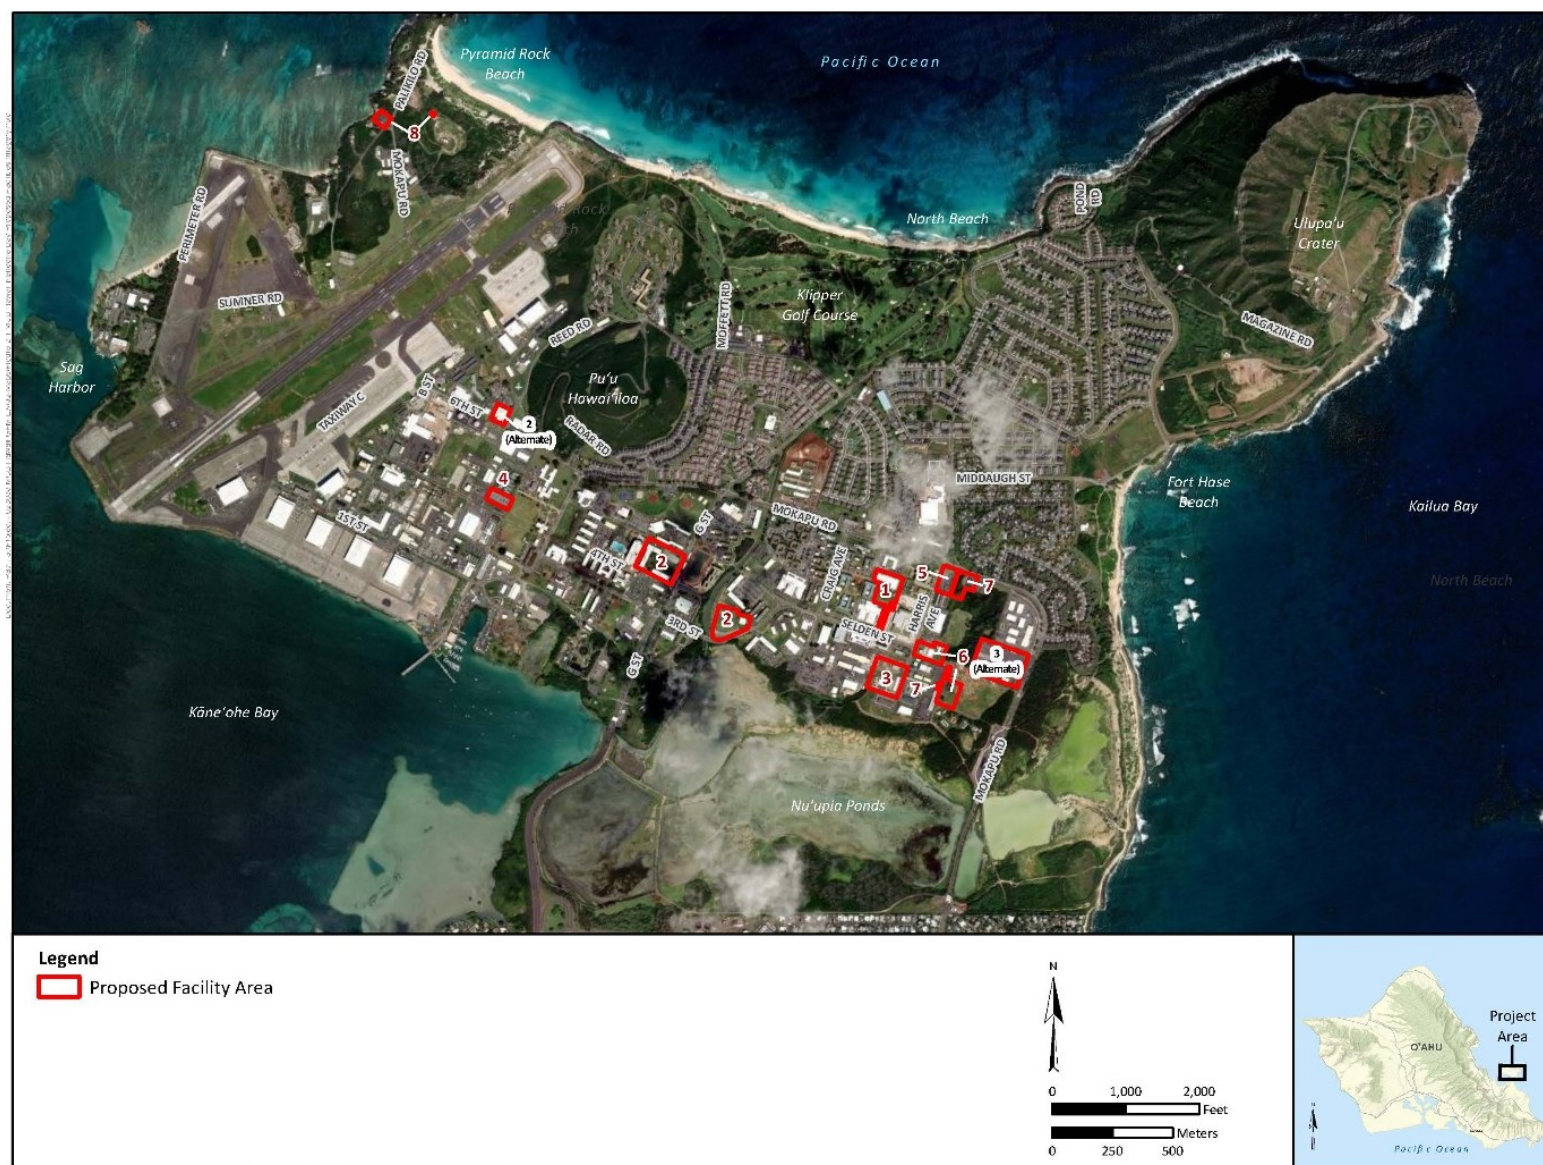 Pacific Ocean
Pyramid Rock
Beach
PALIKILO RD
8
MOKAPU RD
PERIMETER RD
SUMNER RD
POND
RD
North Beach
Ulupa'u
Crater
Klipper
Golf Course
MOFFETT RD
REED RD
MAGAZINE RD
Sag
Harbor
Pu'u
Hawai'iloa
B ST
6TH ST
TAXIWAY C
2
(Alternate)
RADAR RD
4
1ST ST
MIDDAUGH ST
Fort Hase
Beach
Kailua Bay
MOKAPU RD
G ST
4TH ST
2
CRAIG AVE
1
5
7
North Beach
HARRIS
AVE
2
3RD ST
SELDEN ST
6
3
(Alternate)
3
7
G ST
Kāne'ohe Bay
MOKAPU RD
Nu'upia Ponds
Legend
Proposed Facility Area
N
0 1,000 2,000
Feet
Meters
0 250 500
O'AHU
Project
Area
Pacific Ocean